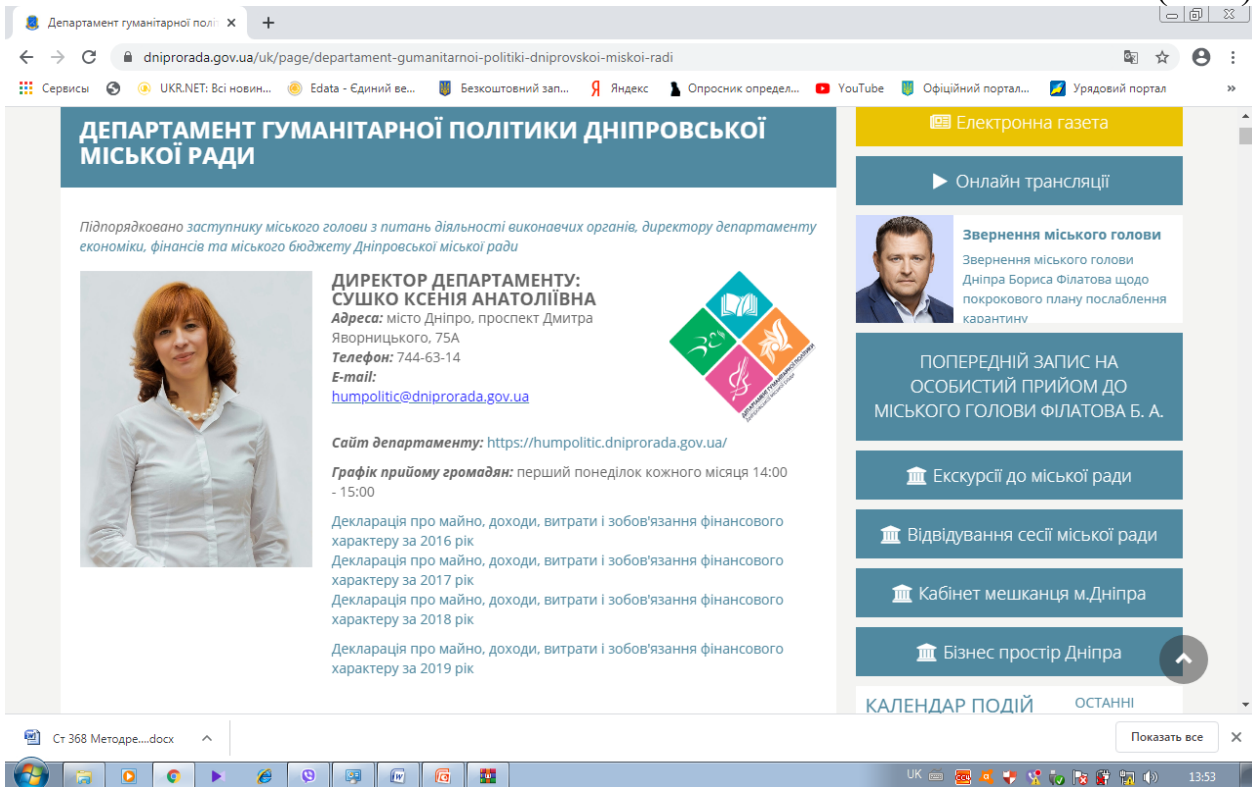 Департамент гуманітарної полі
dniprorada.gov.ua/uk/page/departament-gumanitarnoi-politiki-dniprovskoi-miskoi-radi
Сервисы
UKR.NET: Всі новин...
Edata - Єдиний ве...
Безкоштовний зап...
Яндекс
Опросник определ...
YouTube
Офіційний портал...
Урядовий портал
»
ДЕПАРТАМЕНТ ГУМАНІТАРНОЇ ПОЛІТИКИ ДНІПРОВСЬКОЇ
МІСЬКОЇ РАДИ
Підпорядковано заступнику міського голови з питань діяльності виконавчих органів, директору департаменту
економіки, фінансів та міського бюджету Дніпровської міської ради
ДИРЕКТОР ДЕПАРТАМЕНТУ:
СУШКО КСЕНІЯ АНАТОЛІЇВНА
Адреса: місто Дніпро, проспект Дмитра
Яворницького, 75А
Телефон: 744-63-14
E-mail:
humpolitic@dniprorada.gov.ua
ДЕПАРТАМЕНТ ГУМАНІТАРНОЇ ПОЛІТИКИ
ДНІПРОВСЬКОЇ МІСЬКОЇ РАДИ
Сайт департаменту: https://humpolitic.dniprorada.gov.ua/
Графік прийому громадян: перший понеділок кожного місяця 14:00
- 15:00
Декларація про майно, доходи, витрати і зобов'язання фінансового
характеру за 2016 рік
Декларація про майно, доходи, витрати і зобов'язання фінансового
характеру за 2017 рік
Декларація про майно, доходи, витрати і зобов'язання фінансового
характеру за 2018 рік
Декларація про майно, доходи, витрати і зобов'язання фінансового
характеру за 2019 рік
Електронна газета
Онлайн трансляції
Звернення міського голови
Звернення міського голови
Дніпра Бориса Філатова щодо
покрокового плану послаблення
карантину
ПОПЕРЕДНІЙ ЗАПИС НА
ОСОБИСТИЙ ПРИЙОМ ДО
МІСЬКОГО ГОЛОВИ ФІЛАТОВА Б. А.
Екскурсії до міської ради
Відвідування сесії міської ради
Кабінет мешканця м.Дніпра
Бізнес простір Дніпра
КАЛЕНДАР ПОДІЙ
ОСТАННІ
Ст 368 Методре....docx
Показать все
UK
13:53